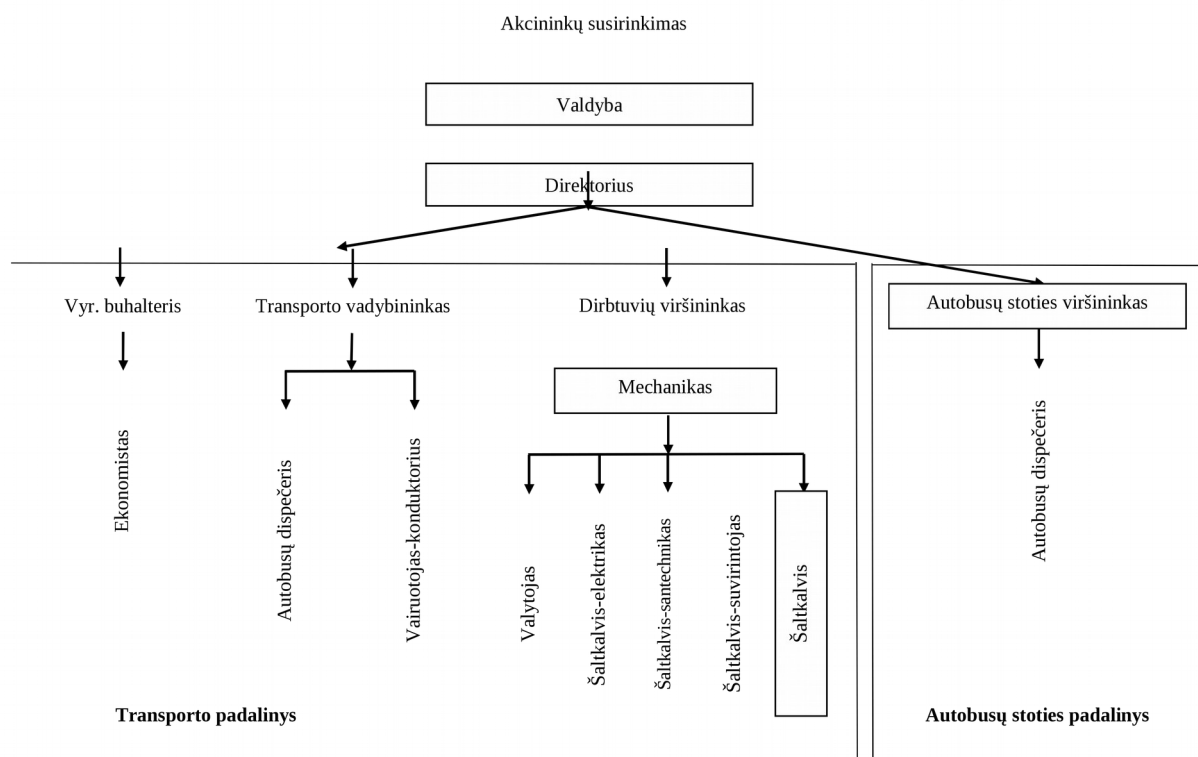 Akcininkų susirinkimas
Valdyba
Direktorius
Vyr. buhalteris
Transporto vadybininkas
Dirbtuvių viršininkas
Autobusų stoties viršininkas
Mechanikas
Ekonomistas
Autobusų dispečeris
Vairuotojas-konduktorius
Valytojas
Šaltkalvis-elektrikas
Šaltkalvis-santechnikas
Šaltkalvis-suvirintojas
Šaltkalvis
Autobusų dispečeris
Transporto padalinys
Autobusų stoties padalinys